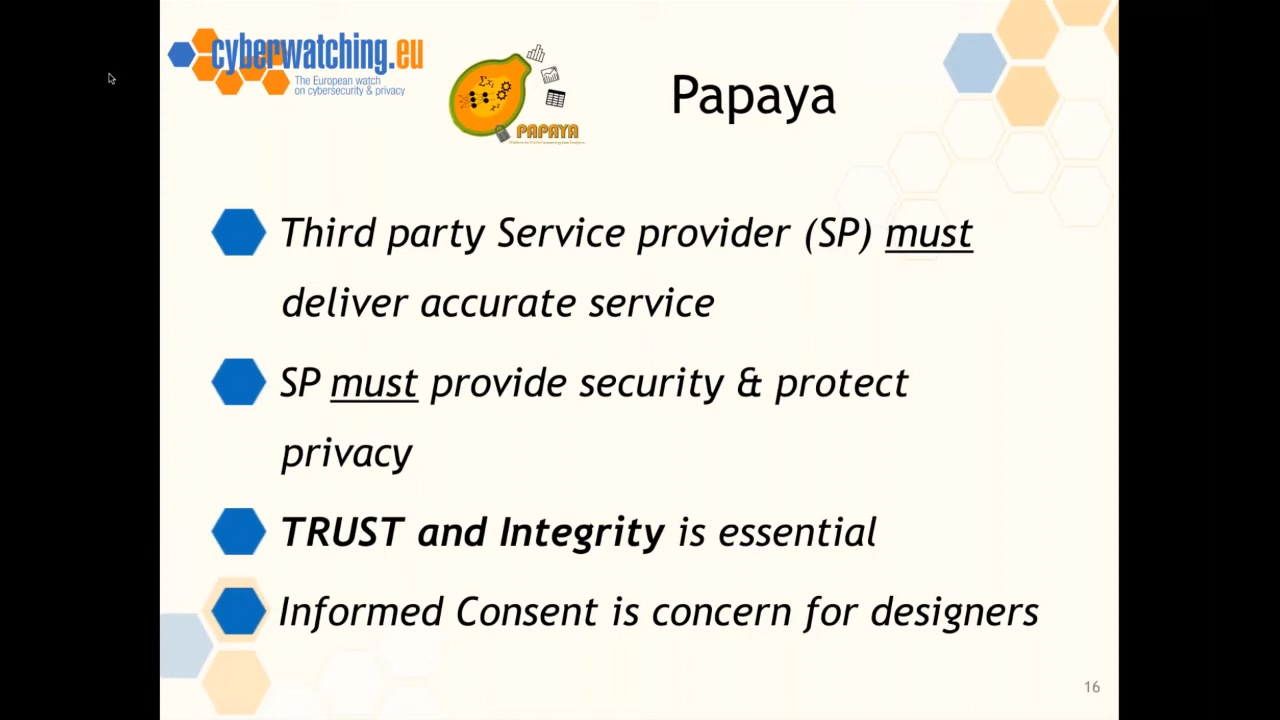 cyberwatching.eu
The European watch
on cybersecurity & privacy
PAPAYA
Papaya
Third party Service provider (SP) must
deliver accurate service
SP must provide security & protect
privacy
TRUST and Integrity is essential
Informed Consent is concern for designers
16